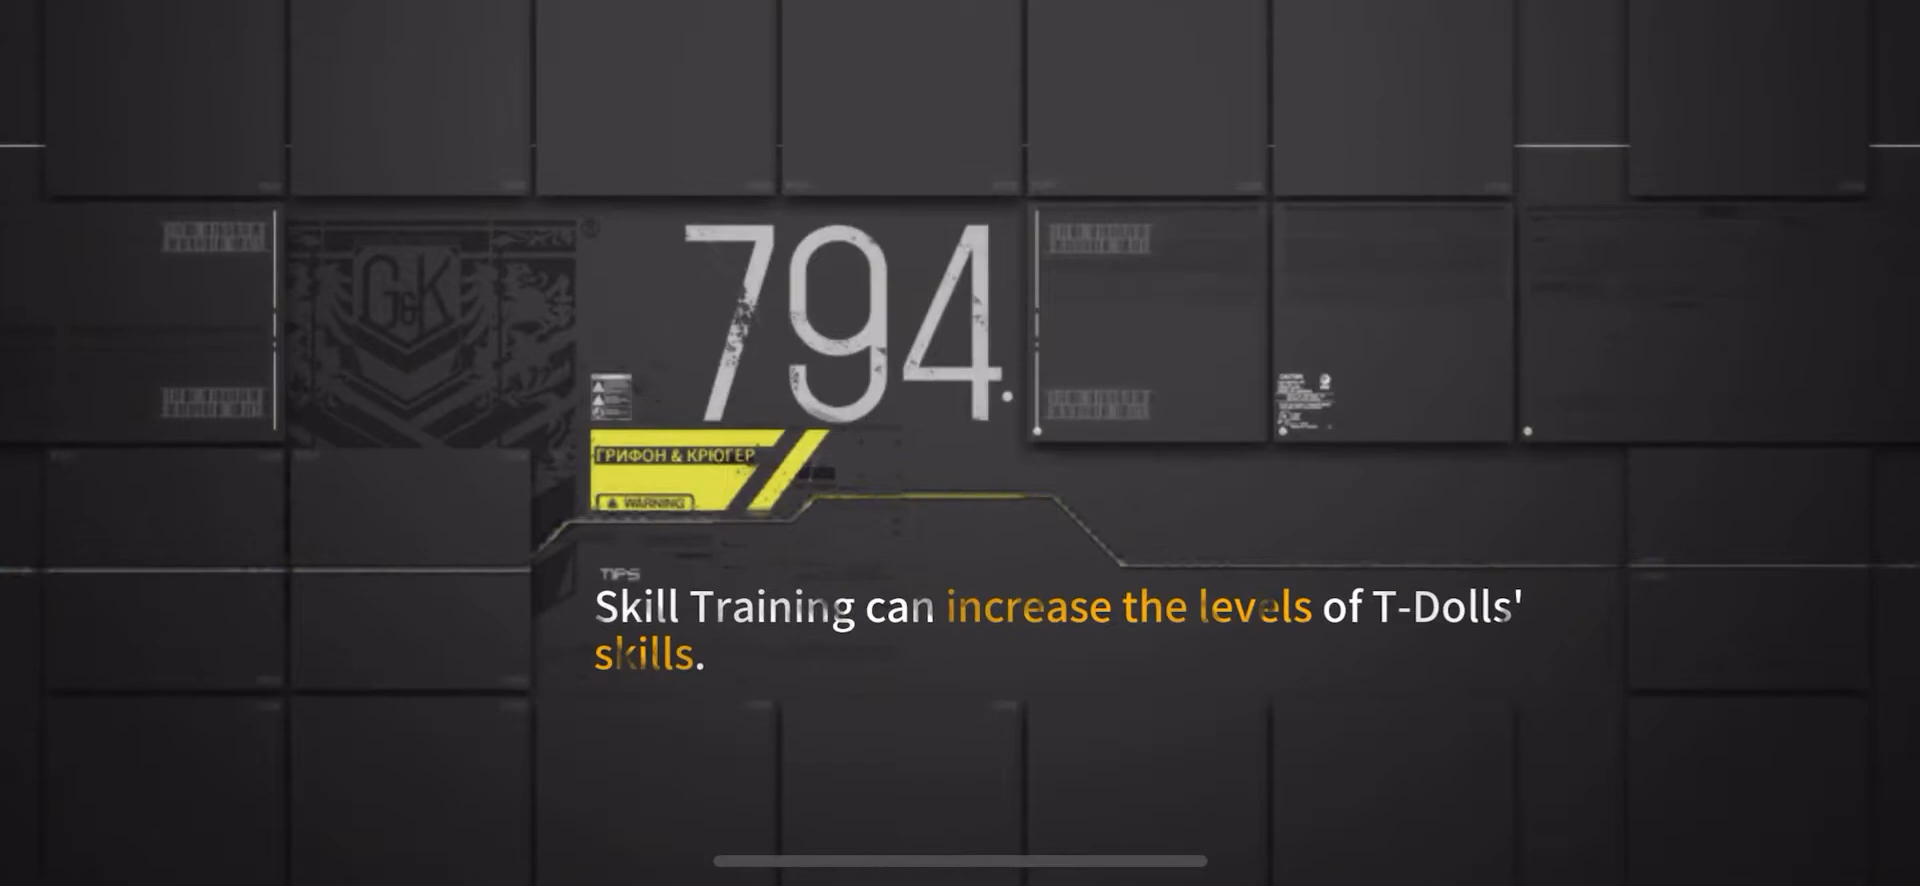 G&K
794.
ГРИФОН & КРЮГЕР
WARNING
TIPS
Skill Training can increase the levels of T-Dolls'
skills.